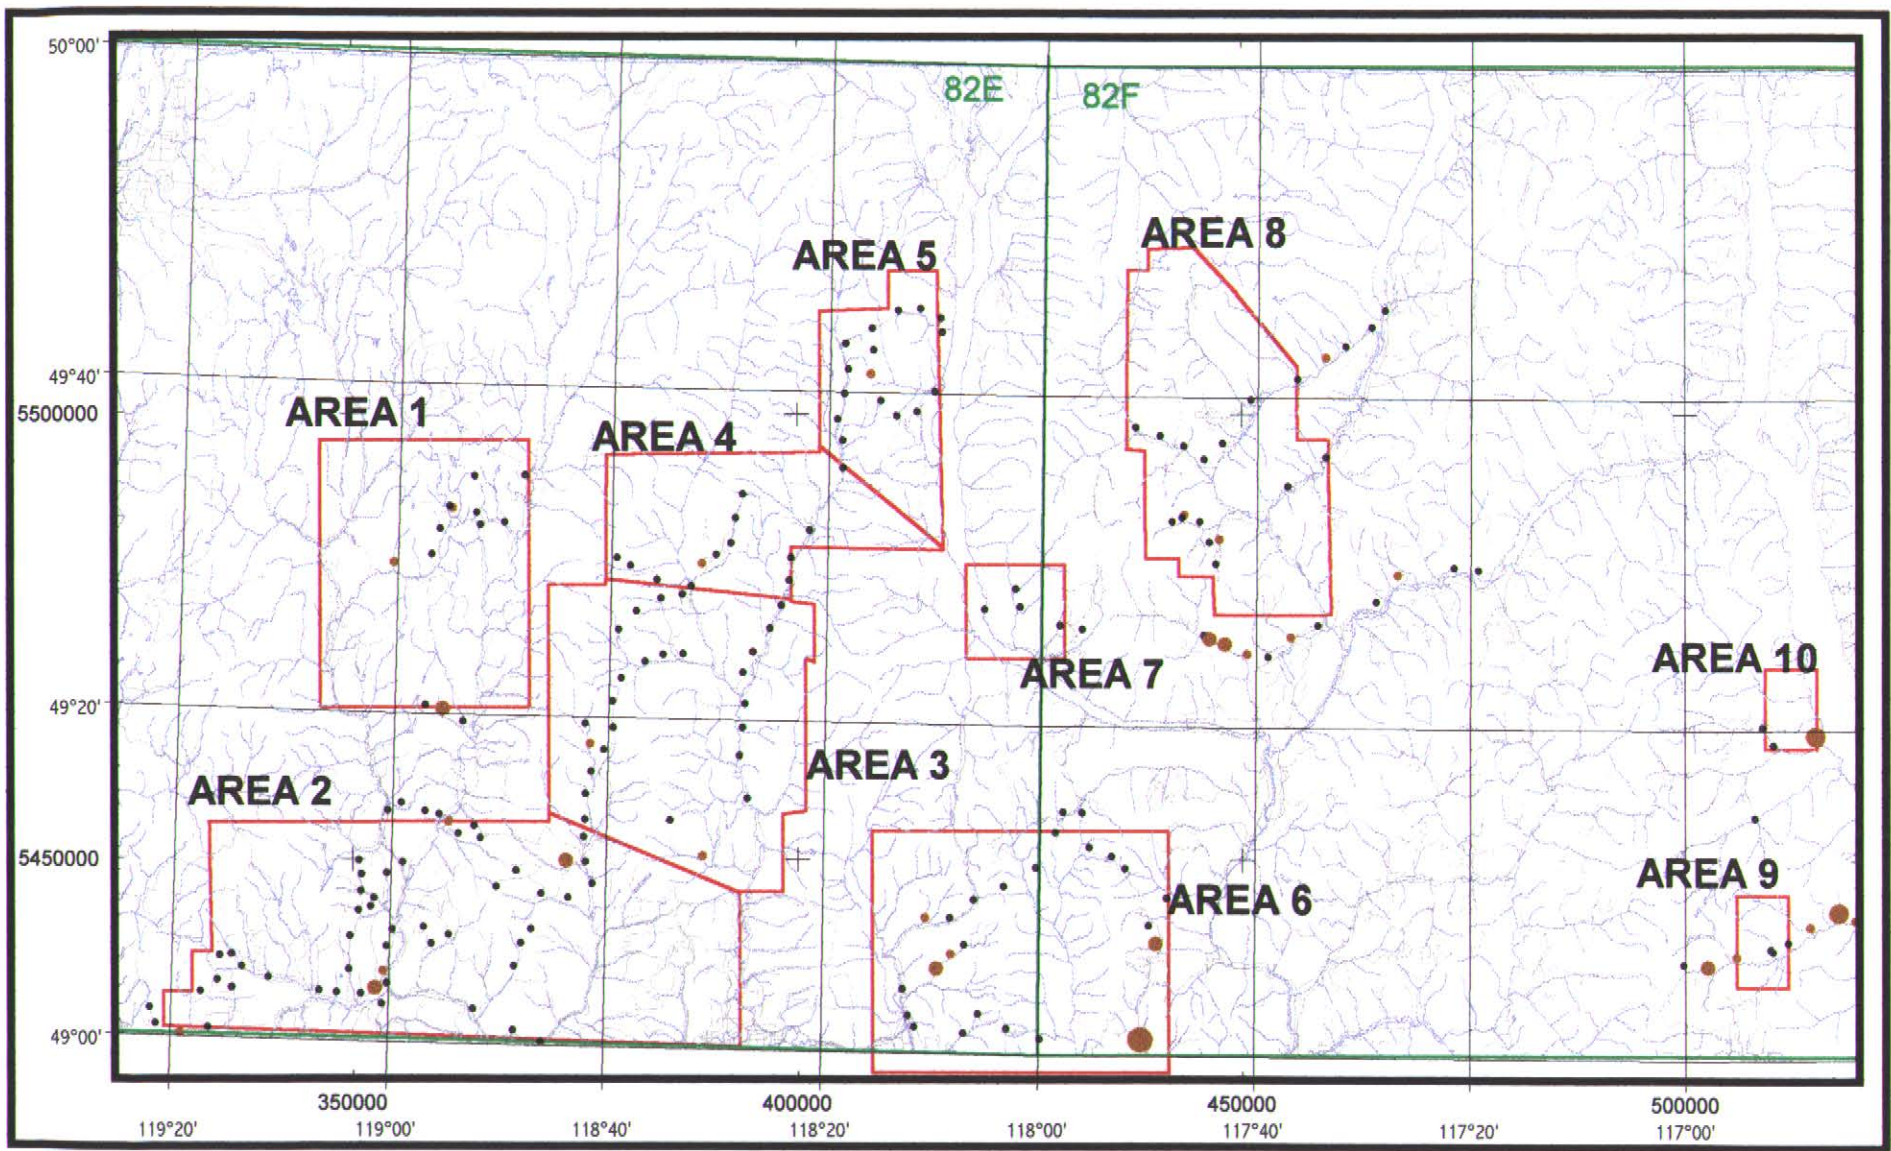 50°00'
82E 82F
AREA 8
AREA 5
49°40'
5500000
AREA 1
AREA 4
AREA 10
AREA 7
49°20'
AREA 3
AREA 2
5450000
AREA 9
AREA 6
49°00'
350000 400000 450000 500000
119°20' 119°00' 118°40' 118°20' 118°00' 117°40' 117°20' 117°00'